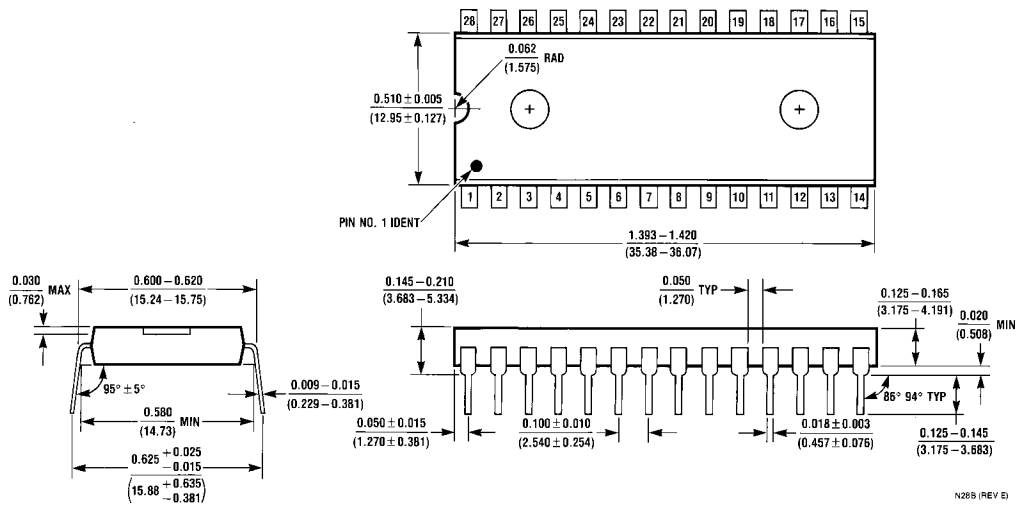 28 27 26 25 24 23 22 21 20 19 18 17 16 15
0.062
(1.575)
RAD
0.510 ± 0.005
(12.95 ± 0.127)
PIN NO. 1 IDENT
1 2 3 4 5 6 7 8 9 10 11 12 13 14
1.393 – 1.420
(35.38 – 36.07)
0.030
(0.762)
MAX
0.600 – 0.620
(15.24 – 15.75)
95° ± 5°
0.009 – 0.015
(0.229 – 0.381)
0.580
(14.73)
MIN
0.625 +0.025 −0.015
(15.88 +0.635 −0.381)
0.145 – 0.210
(3.683 – 5.334)
0.050
(1.270)
TYP
0.125 – 0.165
(3.175 – 4.191)
0.020
(0.508)
MIN
86° 94° TYP
0.050 ± 0.015
(1.270 ± 0.381)
0.100 ± 0.010
(2.540 ± 0.254)
0.018 ± 0.003
(0.457 ± 0.076)
0.125 – 0.145
(3.175 – 3.683)
N28B (REV E)